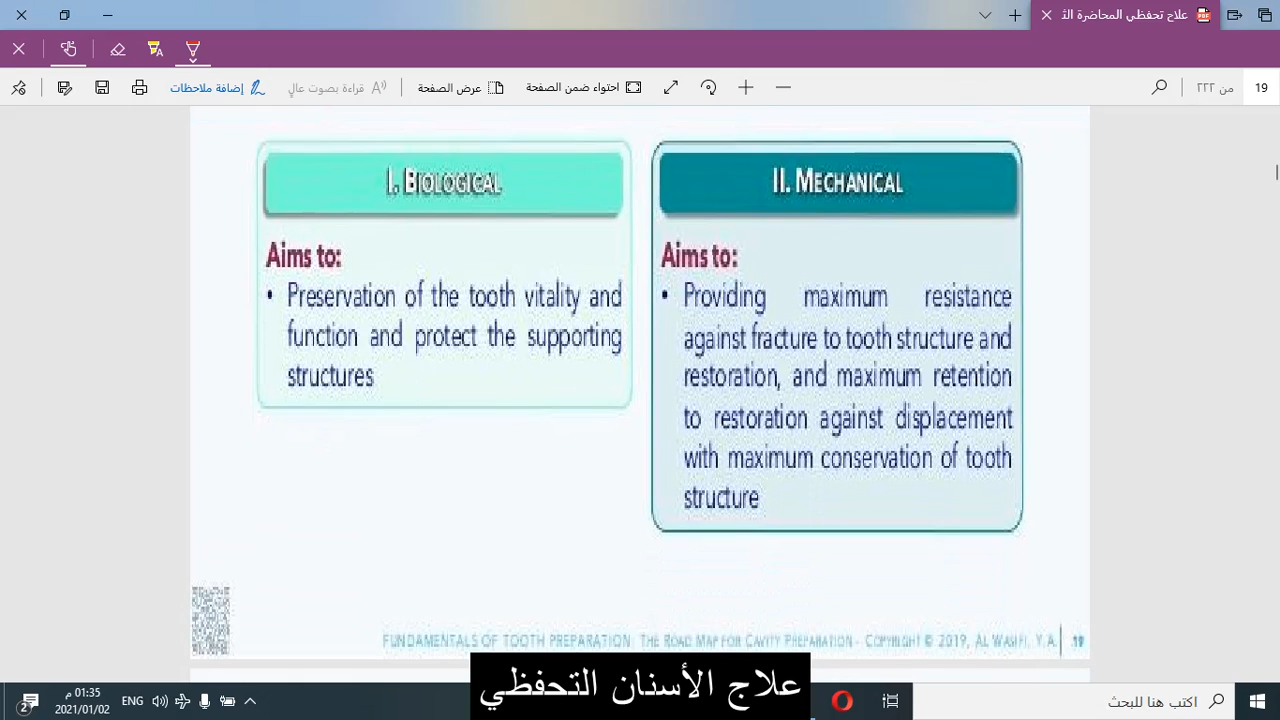 علاج تحفظي المحاضرة الث
19
من ٢٢٢
احتواء ضمن الصفحة
عرض الصفحة
قراءة بصوت عالٍ
إضافة ملاحظات
I. BIOLOGICAL
Aims to:
• Preservation of the tooth vitality and
function and protect the supporting
structures
II. MECHANICAL
Aims to:
• Providing maximum resistance
against fracture to tooth structure and
restoration, and maximum retention
to restoration against displacement
with maximum conservation of tooth
structure
FUNDAMENTALS OF TOOTH PREPARATION: THE ROAD MAP FOR CAVITY PREPARATION - COPYRIGHT © 2019, AL WASIFI, Y.A. 19
علاج الأسنان التحفظي
اكتب هنا للبحث
ENG
01:35 م
2021/01/02
2